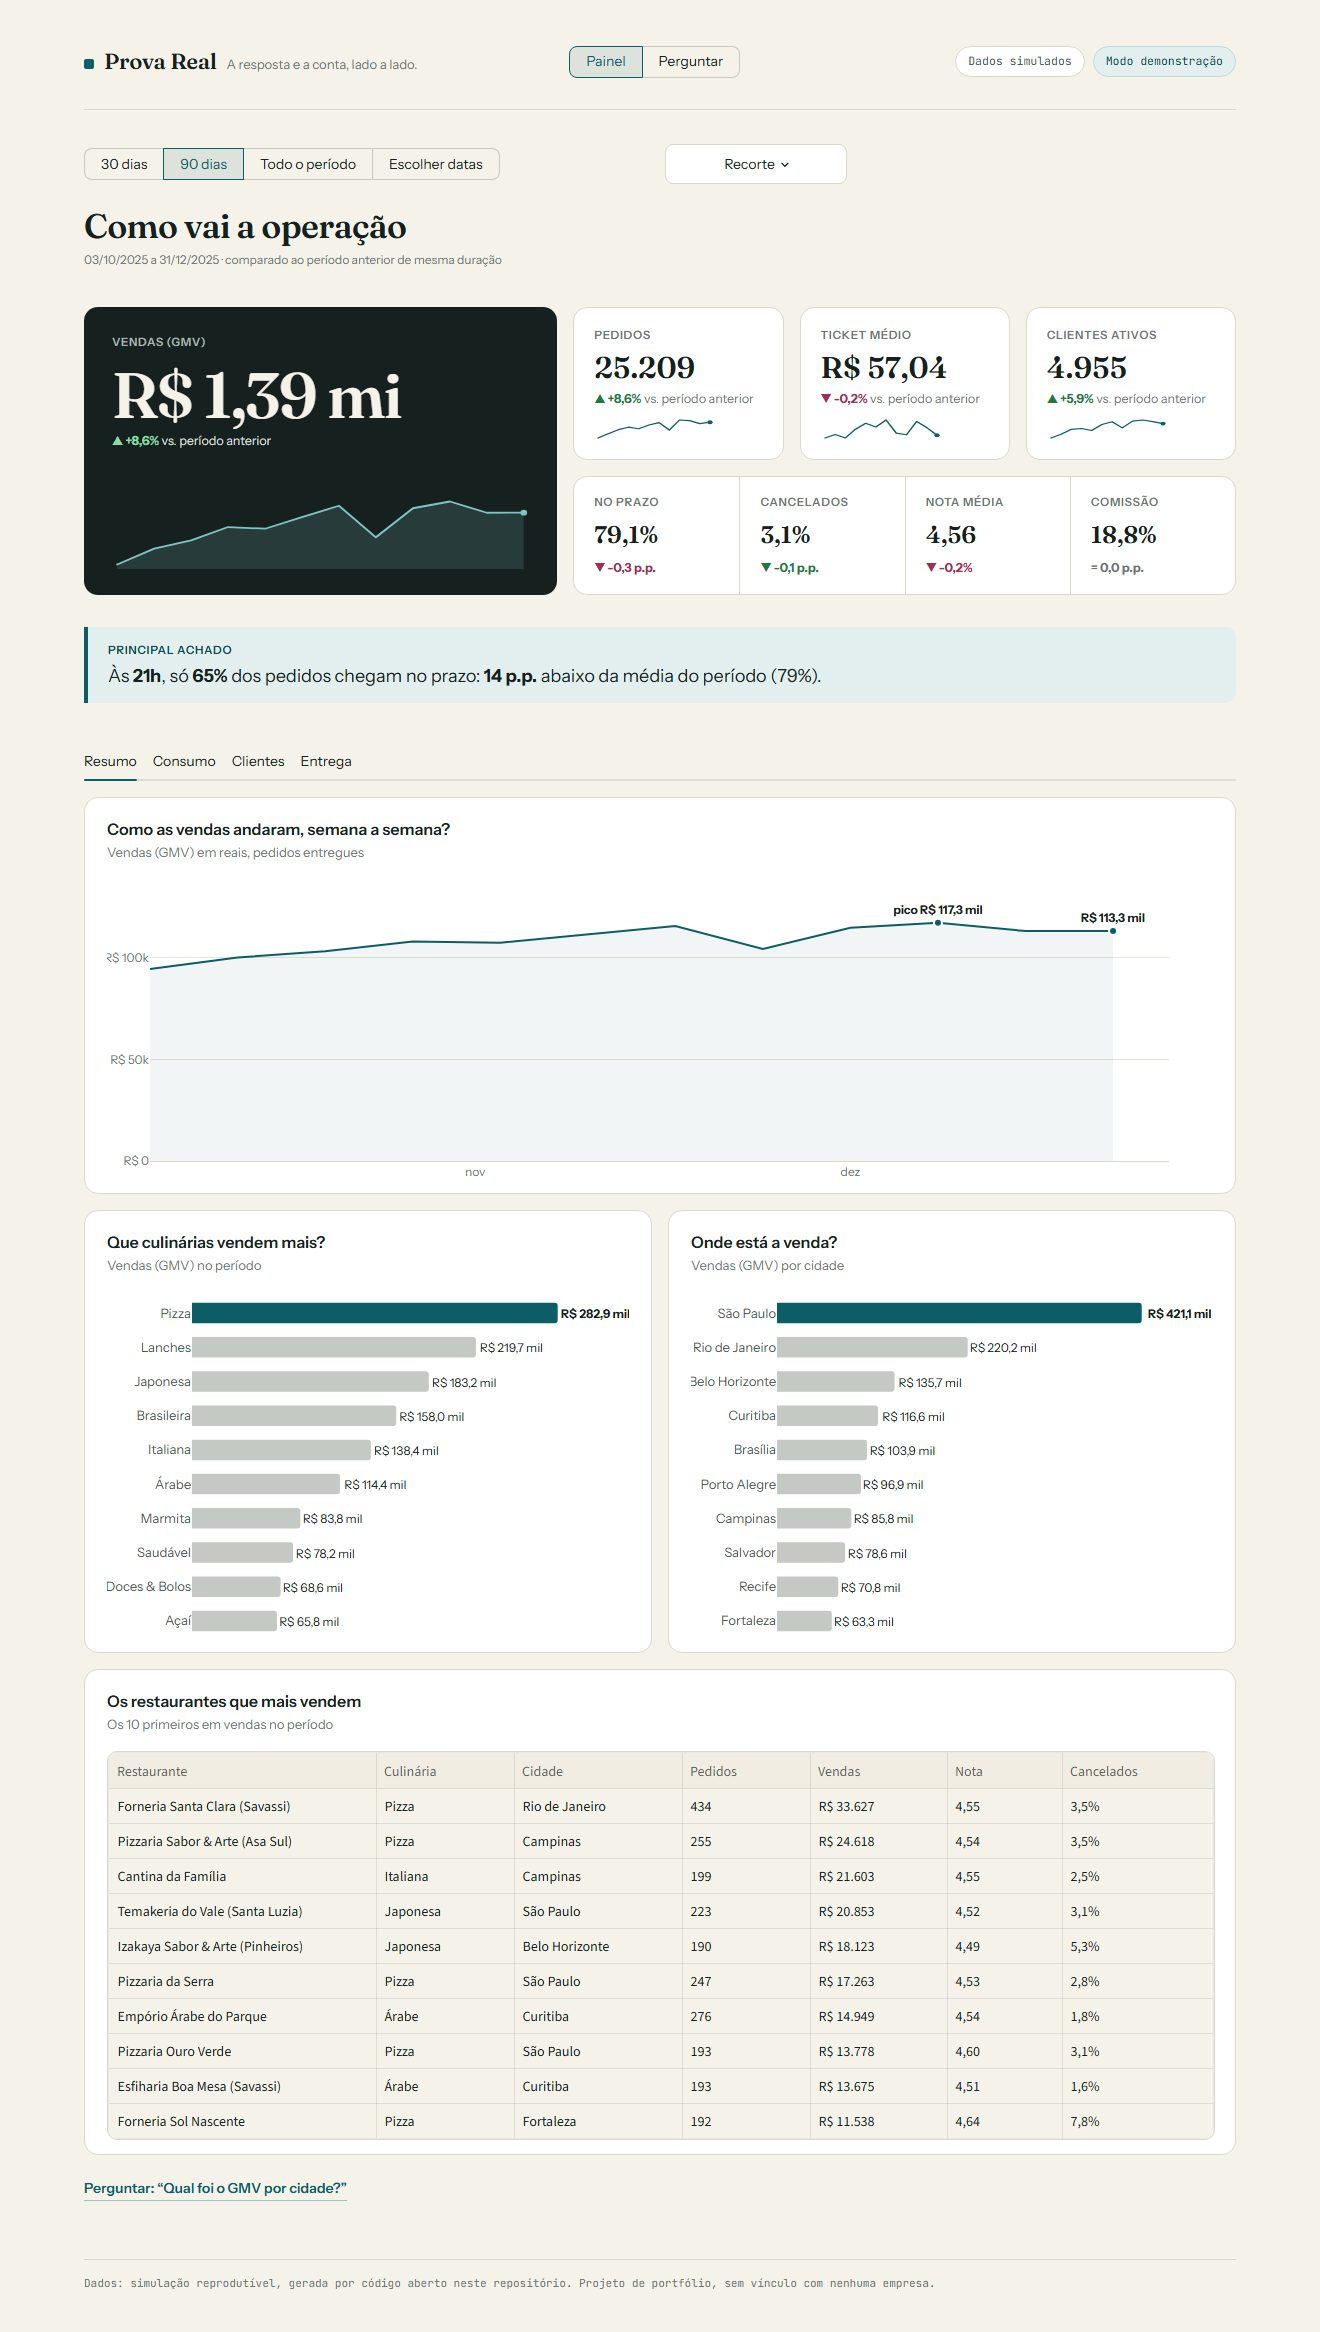 Prova Real A resposta e a conta, lado a lado.
Painel Perguntar
Dados simulados Modo demonstração
30 dias 90 dias Todo o período Escolher datas
Recorte
Como vai a operação
03/10/2025 a 31/12/2025 · comparado ao período anterior de mesma duração
VENDAS (GMV)
R$ 1,39 mi
▲ +8,6% vs. período anterior
PEDIDOS
25.209
▲ +8,6% vs. período anterior
TICKET MÉDIO
R$ 57,04
▼ -0,2% vs. período anterior
CLIENTES ATIVOS
4.955
▲ +5,9% vs. período anterior
NO PRAZO
79,1%
▼ -0,3 p.p.
CANCELADOS
3,1%
▼ -0,1 p.p.
NOTA MÉDIA
4,56
▼ -0,2%
COMISSÃO
18,8%
= 0,0 p.p.
PRINCIPAL ACHADO
Às 21h, só 65% dos pedidos chegam no prazo: 14 p.p. abaixo da média do período (79%).
Resumo Consumo Clientes Entrega
Como as vendas andaram, semana a semana?
Vendas (GMV) em reais, pedidos entregues
pico R$ 117,3 mil
R$ 113,3 mil
R$ 100k
R$ 50k
R$ 0
nov dez
Que culinárias vendem mais?
Vendas (GMV) no período
Pizza R$ 282,9 mil
Lanches R$ 219,7 mil
Japonesa R$ 183,2 mil
Brasileira R$ 158,0 mil
Italiana R$ 138,4 mil
Árabe R$ 114,4 mil
Marmita R$ 83,8 mil
Saudável R$ 78,2 mil
Doces & Bolos R$ 68,6 mil
Açaí R$ 65,8 mil
Onde está a venda?
Vendas (GMV) por cidade
São Paulo R$ 421,1 mil
Rio de Janeiro R$ 220,2 mil
Belo Horizonte R$ 135,7 mil
Curitiba R$ 116,6 mil
Brasília R$ 103,9 mil
Porto Alegre R$ 96,9 mil
Campinas R$ 85,8 mil
Salvador R$ 78,6 mil
Recife R$ 70,8 mil
Fortaleza R$ 63,3 mil
Os restaurantes que mais vendem
Os 10 primeiros em vendas no período
Restaurante Culinária Cidade Pedidos Vendas Nota Cancelados
Forneria Santa Clara (Savassi) Pizza Rio de Janeiro 434 R$ 33.627 4,55 3,5%
Pizzaria Sabor & Arte (Asa Sul) Pizza Campinas 255 R$ 24.618 4,54 3,5%
Cantina da Família Italiana Campinas 199 R$ 21.603 4,55 2,5%
Temakeria do Vale (Santa Luzia) Japonesa São Paulo 223 R$ 20.853 4,52 3,1%
Izakaya Sabor & Arte (Pinheiros) Japonesa Belo Horizonte 190 R$ 18.123 4,49 5,3%
Pizzaria da Serra Pizza São Paulo 247 R$ 17.263 4,53 2,8%
Empório Árabe do Parque Árabe Curitiba 276 R$ 14.949 4,54 1,8%
Pizzaria Ouro Verde Pizza São Paulo 193 R$ 13.778 4,60 3,1%
Esfiharia Boa Mesa (Savassi) Árabe Curitiba 193 R$ 13.675 4,51 1,6%
Forneria Sol Nascente Pizza Fortaleza 192 R$ 11.538 4,64 7,8%
Perguntar: “Qual foi o GMV por cidade?”
Dados: simulação reprodutível, gerada por código aberto neste repositório. Projeto de portfólio, sem vínculo com nenhuma empresa.